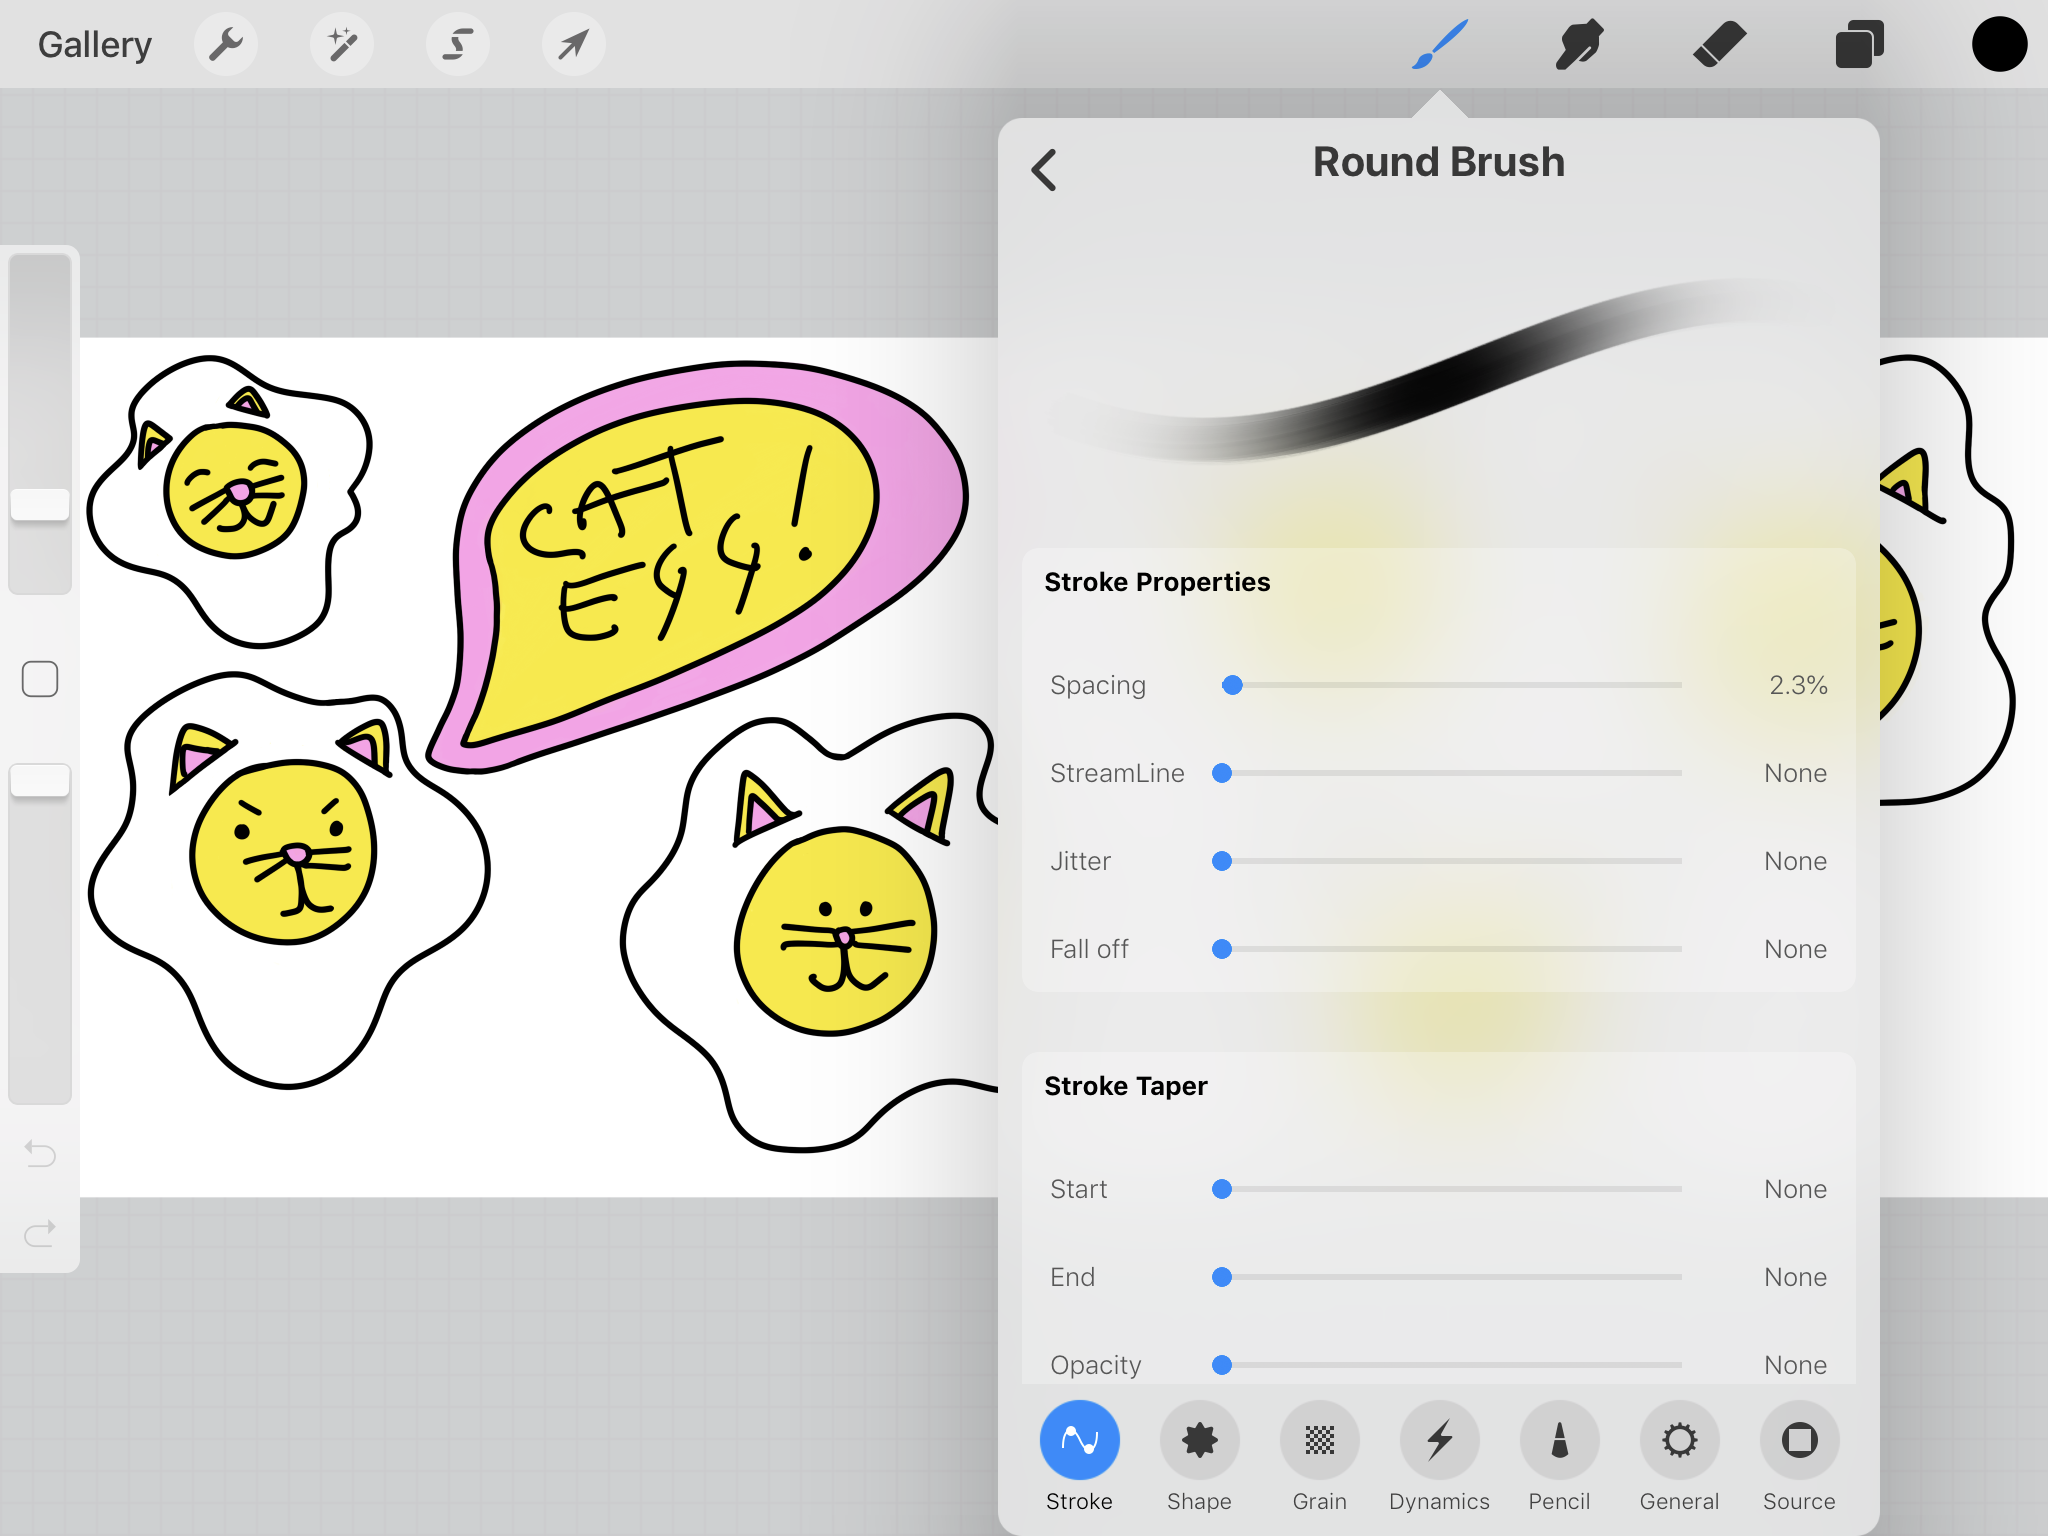 Gallery
CAT !
Egg
Round Brush
Stroke Properties
Spacing 2.3%
StreamLine None
Jitter None
Fall off None
Stroke Taper
Start None
End None
Opacity None
Stroke Shape Grain Dynamics Pencil General Source